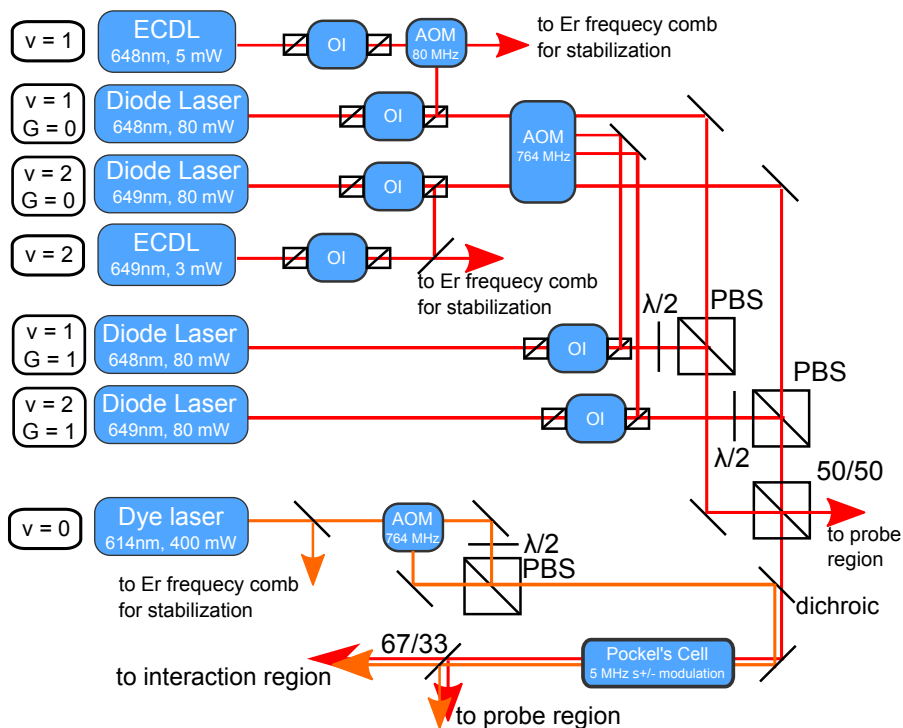 v = 1
ECDL
648nm, 5 mW
OI
AOM
80 MHz
to Er frequecy comb
for stabilization
v = 1
G = 0
Diode Laser
648nm, 80 mW
OI
AOM
764 MHz
v = 2
G = 0
Diode Laser
649nm, 80 mW
OI
v = 2
ECDL
649nm, 3 mW
OI
to Er frequecy comb
for stabilization
λ/2
PBS
v = 1
G = 1
Diode Laser
648nm, 80 mW
OI
PBS
v = 2
G = 1
Diode Laser
649nm, 80 mW
OI
λ/2
50/50
to probe
region
v = 0
Dye laser
614nm, 400 mW
AOM
764 MHz
λ/2
PBS
to Er frequecy comb
for stabilization
dichroic
67/33
Pockel's Cell
5 MHz s+/- modulation
to interaction region
to probe region